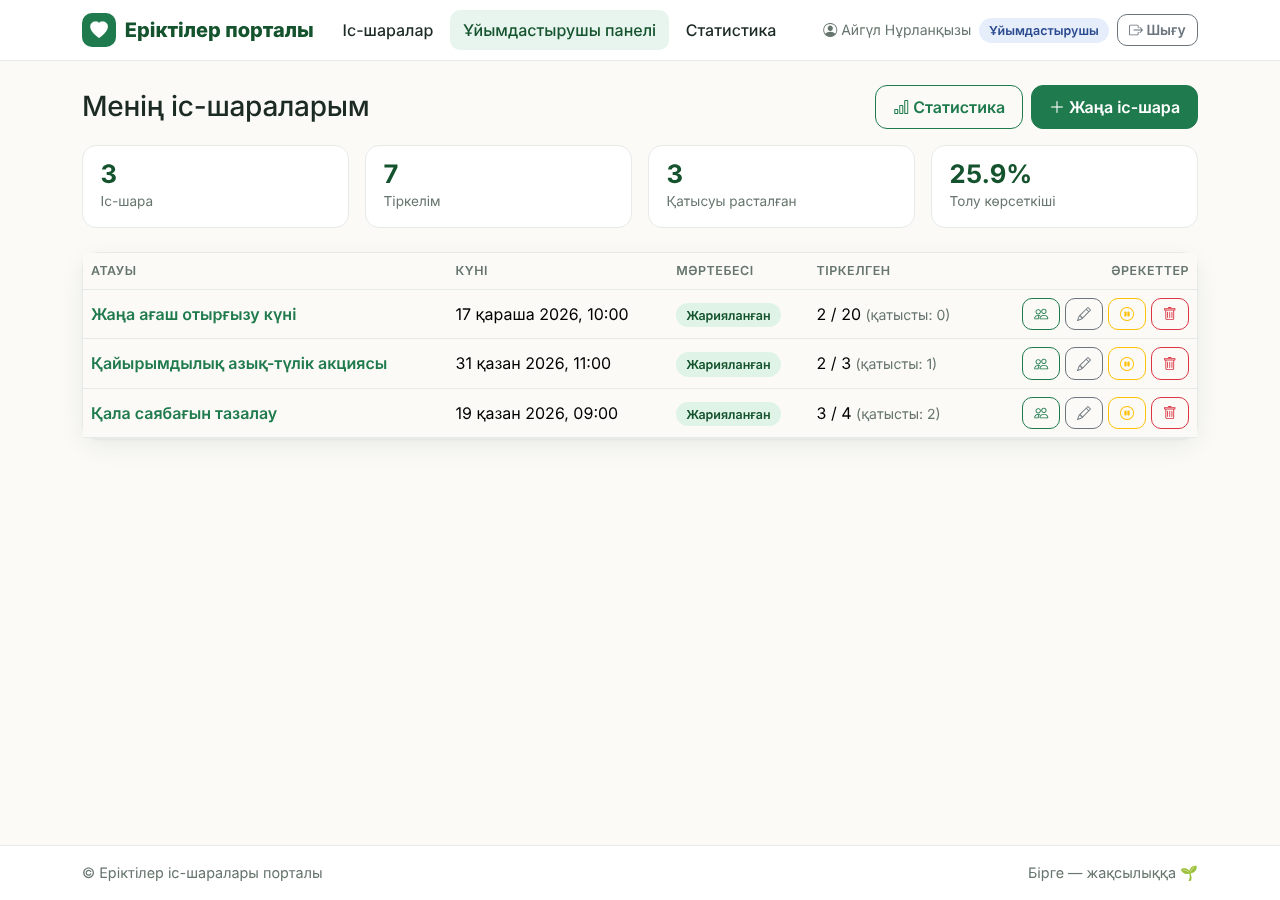 Еріктілер порталы Іс-шаралар Ұйымдастырушы панелі Статистика Айгүл Нұрланқызы Ұйымдастырушы Шығу
Менің іс-шараларым Статистика + Жаңа іс-шара
3 7 3 25.9%
Іс-шара Тіркелім Қатысуы расталған Толу көрсеткіші
АТАУЫ КҮНІ МӘРТЕБЕСІ ТІРКЕЛГЕН ӘРЕКЕТТЕР
Жаңа ағаш отырғызу күні 17 қараша 2026, 10:00 Жарияланған 2 / 20 (қатысты: 0)
Қайырымдылық азық-түлік акциясы 31 қазан 2026, 11:00 Жарияланған 2 / 3 (қатысты: 1)
Қала саябағын тазалау 19 қазан 2026, 09:00 Жарияланған 3 / 4 (қатысты: 2)
© Еріктілер іс-шаралары порталы Бірге — жақсылыққа 🌱